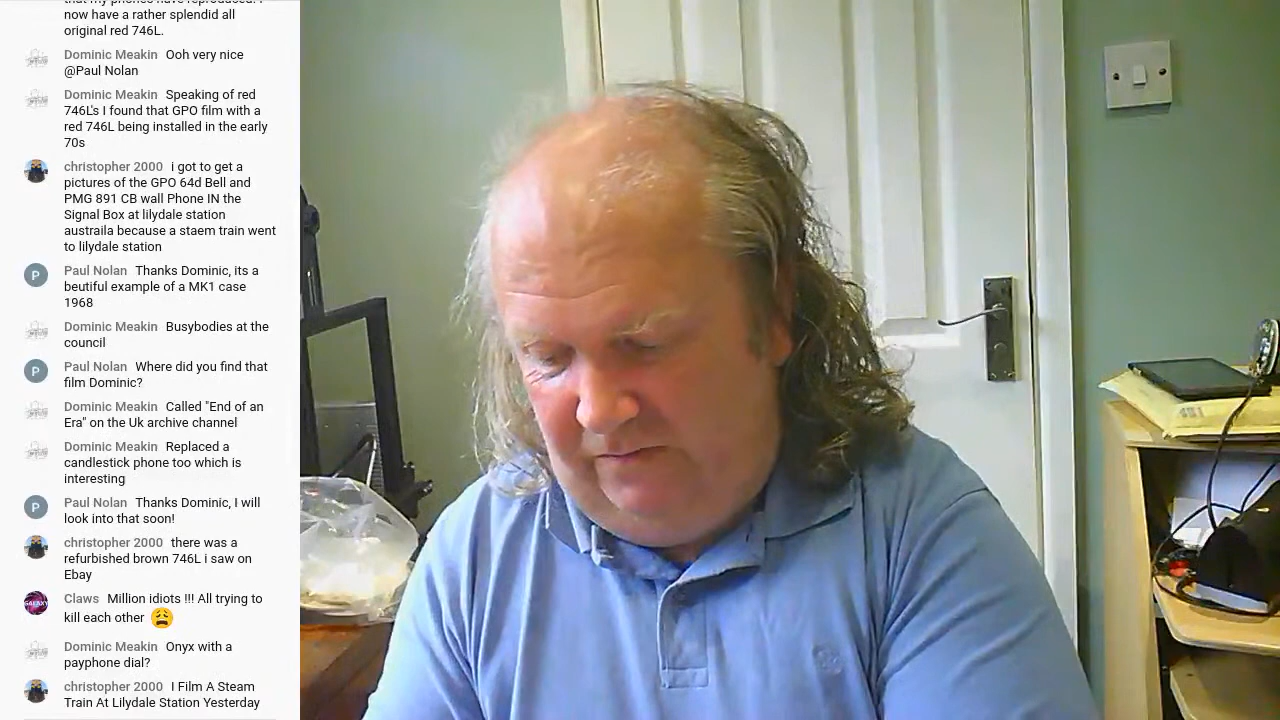 now have a rather splendid all
original red 746L.
Dominic Meakin Ooh very nice
@Paul Nolan
Dominic Meakin Speaking of red
746L's I found that GPO film with a
red 746L being installed in the early
70s
christopher 2000 i got to get a
pictures of the GPO 64d Bell and
PMG 891 CB wall Phone IN the
Signal Box at lilydale station
austraila because a staem train went
to lilydale station
P
Paul Nolan Thanks Dominic, its a
beutiful example of a MK1 case
1968
Dominic Meakin Busybodies at the
council
P
Paul Nolan Where did you find that
film Dominic?
Dominic Meakin Called "End of an
Era" on the Uk archive channel
Dominic Meakin Replaced a
candlestick phone too which is
interesting
P
Paul Nolan Thanks Dominic, I will
look into that soon!
christopher 2000 there was a
refurbished brown 746L i saw on
Ebay
GALAXY
Claws Million idiots !!! All trying to
kill each other 😩
Dominic Meakin Onyx with a
payphone dial?
christopher 2000 I Film A Steam
Train At Lilydale Station Yesterday